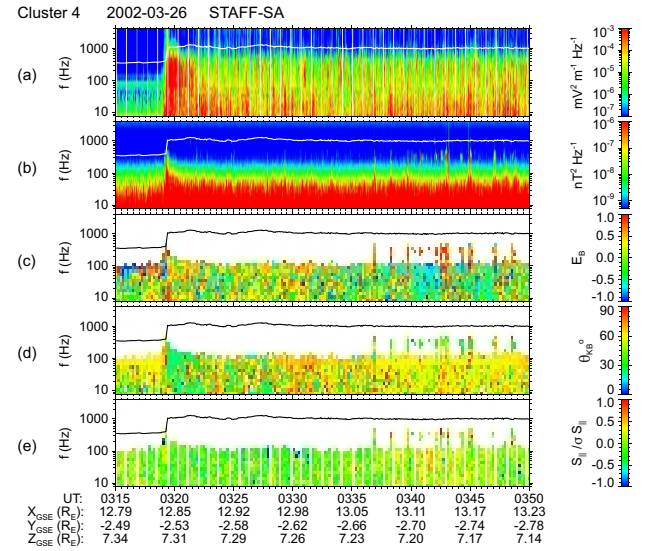 Cluster 4 2002-03-26 STAFF-SA
(a) f (Hz) 1000 100 10 10⁻³ 10⁻⁴ 10⁻⁵ 10⁻⁶ 10⁻⁷ mV² m⁻¹ Hz⁻¹
(b) f (Hz) 1000 100 10 10⁻⁶ 10⁻⁷ 10⁻⁸ 10⁻⁹ nT² Hz⁻¹
(c) f (Hz) 1000 100 10 1.0 0.5 0.0 -0.5 -1.0 E_B
(d) f (Hz) 1000 100 10 90 60 30 0 θ_KB°
(e) f (Hz) 1000 100 10 1.0 0.5 0.0 -0.5 -1.0 S_|| /σ S_||
UT: 0315 0320 0325 0330 0335 0340 0345 0350
X_GSE (R_E): 12.79 12.85 12.92 12.98 13.05 13.11 13.17 13.23
Y_GSE (R_E): -2.49 -2.53 -2.58 -2.62 -2.66 -2.70 -2.74 -2.78
Z_GSE (R_E): 7.34 7.31 7.29 7.26 7.23 7.20 7.17 7.14